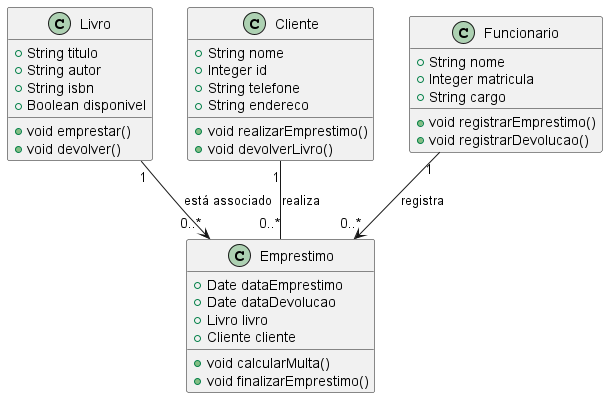 C Livro
String titulo
String autor
String isbn
Boolean disponivel
void emprestar()
void devolver()
C Cliente
String nome
Integer id
String telefone
String endereco
void realizarEmprestimo()
void devolverLivro()
C Funcionario
String nome
Integer matricula
String cargo
void registrarEmprestimo()
void registrarDevolucao()
1
está associado
0..*
1
realiza
0..*
1
registra
0..*
C Emprestimo
Date dataEmprestimo
Date dataDevolucao
Livro livro
Cliente cliente
void calcularMulta()
void finalizarEmprestimo()